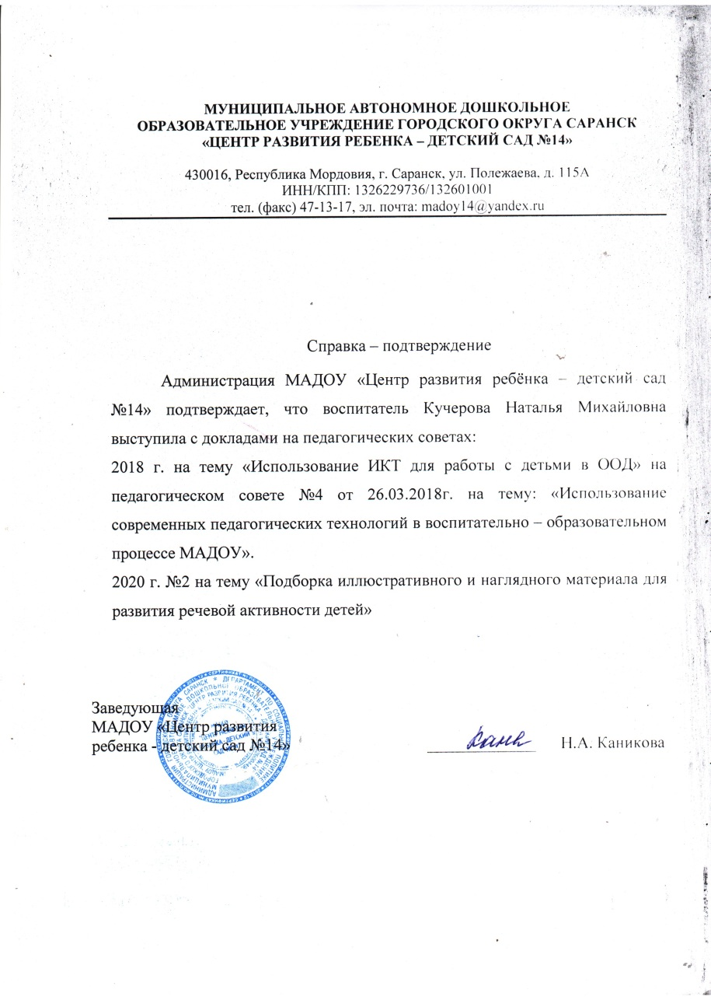 МУНИЦИПАЛЬНОЕ АВТОНОМНОЕ ДОШКОЛЬНОЕ
ОБРАЗОВАТЕЛЬНОЕ УЧРЕЖДЕНИЕ ГОРОДСКОГО ОКРУГА САРАНСК
«ЦЕНТР РАЗВИТИЯ РЕБЕНКА – ДЕТСКИЙ САД №14»
430016, Республика Мордовия, г. Саранск, ул. Полежаева, д. 115А
ИНН/КПП: 1326229736/132601001
тел. (факс) 47-13-17, эл. почта: madoy14@yandex.ru
Справка – подтверждение
Администрация МАДОУ «Центр развития ребёнка – детский сад
№14» подтверждает, что воспитатель Кучерова Наталья Михайловна
выступила с докладами на педагогических советах:
2018 г. на тему «Использование ИКТ для работы с детьми в ООД» на
педагогическом совете №4 от 26.03.2018г. на тему: «Использование
современных педагогических технологий в воспитательно – образовательном
процессе МАДОУ».
2020 г. №2 на тему «Подборка иллюстративного и наглядного материала для
развития речевой активности детей»
Заведующая
МАДОУ «Центр развития
ребенка - детский сад №14»
Н.А. Каникова